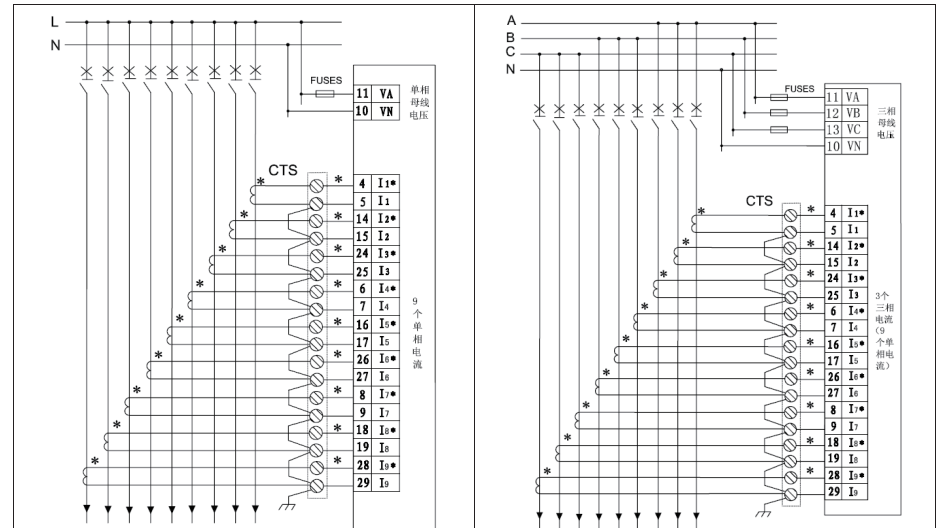 L
N
FUSES
11 VA
10 VN
单相
母线
电压
CTS
* * 4 I1*
5 I1
* * 14 I2*
15 I2
* * 24 I3*
25 I3
* * 6 I4*
7 I4
* * 16 I5*
17 I5
* * 26 I6*
27 I6
* * 8 I7*
9 I7
* * 18 I8*
19 I8
* * 28 I9*
29 I9
9
个
单
相
电
流
A
B
C
N
FUSES
11 VA
12 VB
13 VC
10 VN
三相
母线
电压
CTS
* * 4 I1*
5 I1
* * 14 I2*
15 I2
* * 24 I3*
25 I3
* * 6 I4*
7 I4
* * 16 I5*
17 I5
* * 26 I6*
27 I6
* * 8 I7*
9 I7
* * 18 I8*
19 I8
* * 28 I9*
29 I9
3个
三相
电流
（9
个单
相电
流）